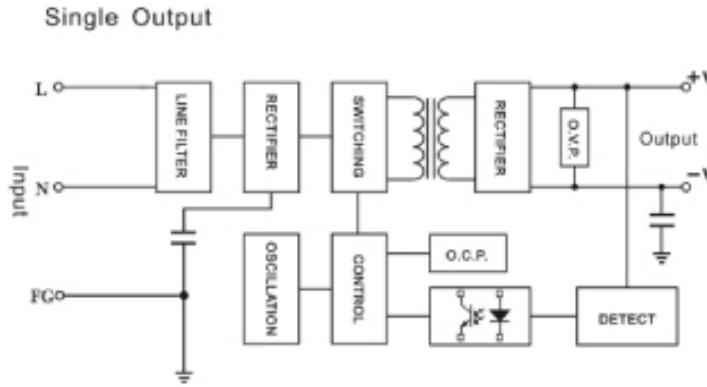 Single Output
L
LINE FILTER
RECTIFIER
SWITCHING
RECTIFIER
+V
O.V.P.
Output
Input
N
-V
OSCILLATION
CONTROL
O.C.P.
FG
DETECT